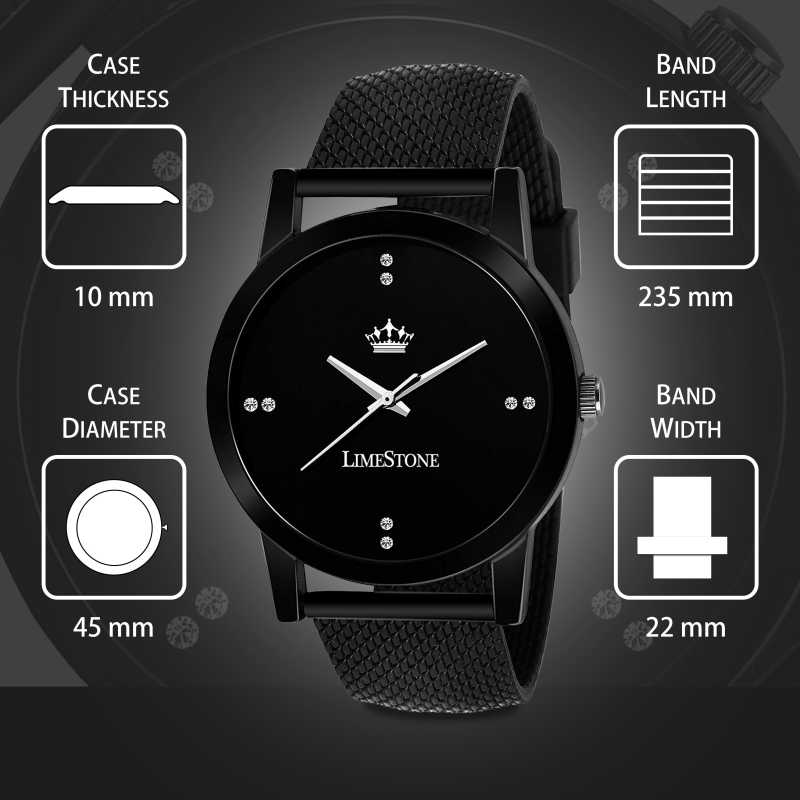 CASE
THICKNESS
10 mm
BAND
LENGTH
235 mm
LIMESTONE
CASE
DIAMETER
45 mm
BAND
WIDTH
22 mm